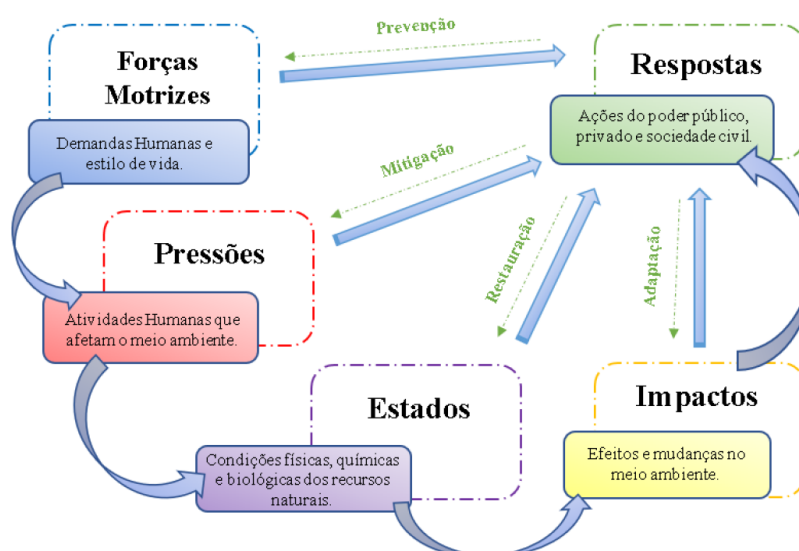 Prevenção
Forças
Motrizes
Demandas Humanas e
estilo de vida.
Respostas
Ações do poder público,
privado e sociedade civil.
Mitigação
Pressões
Atividades Humanas que
afetam o meio ambiente.
Restauração
Adaptação
Estados
Condições físicas, químicas
e biológicas dos recursos
naturais.
Impactos
Efeitos e mudanças no
meio ambiente.